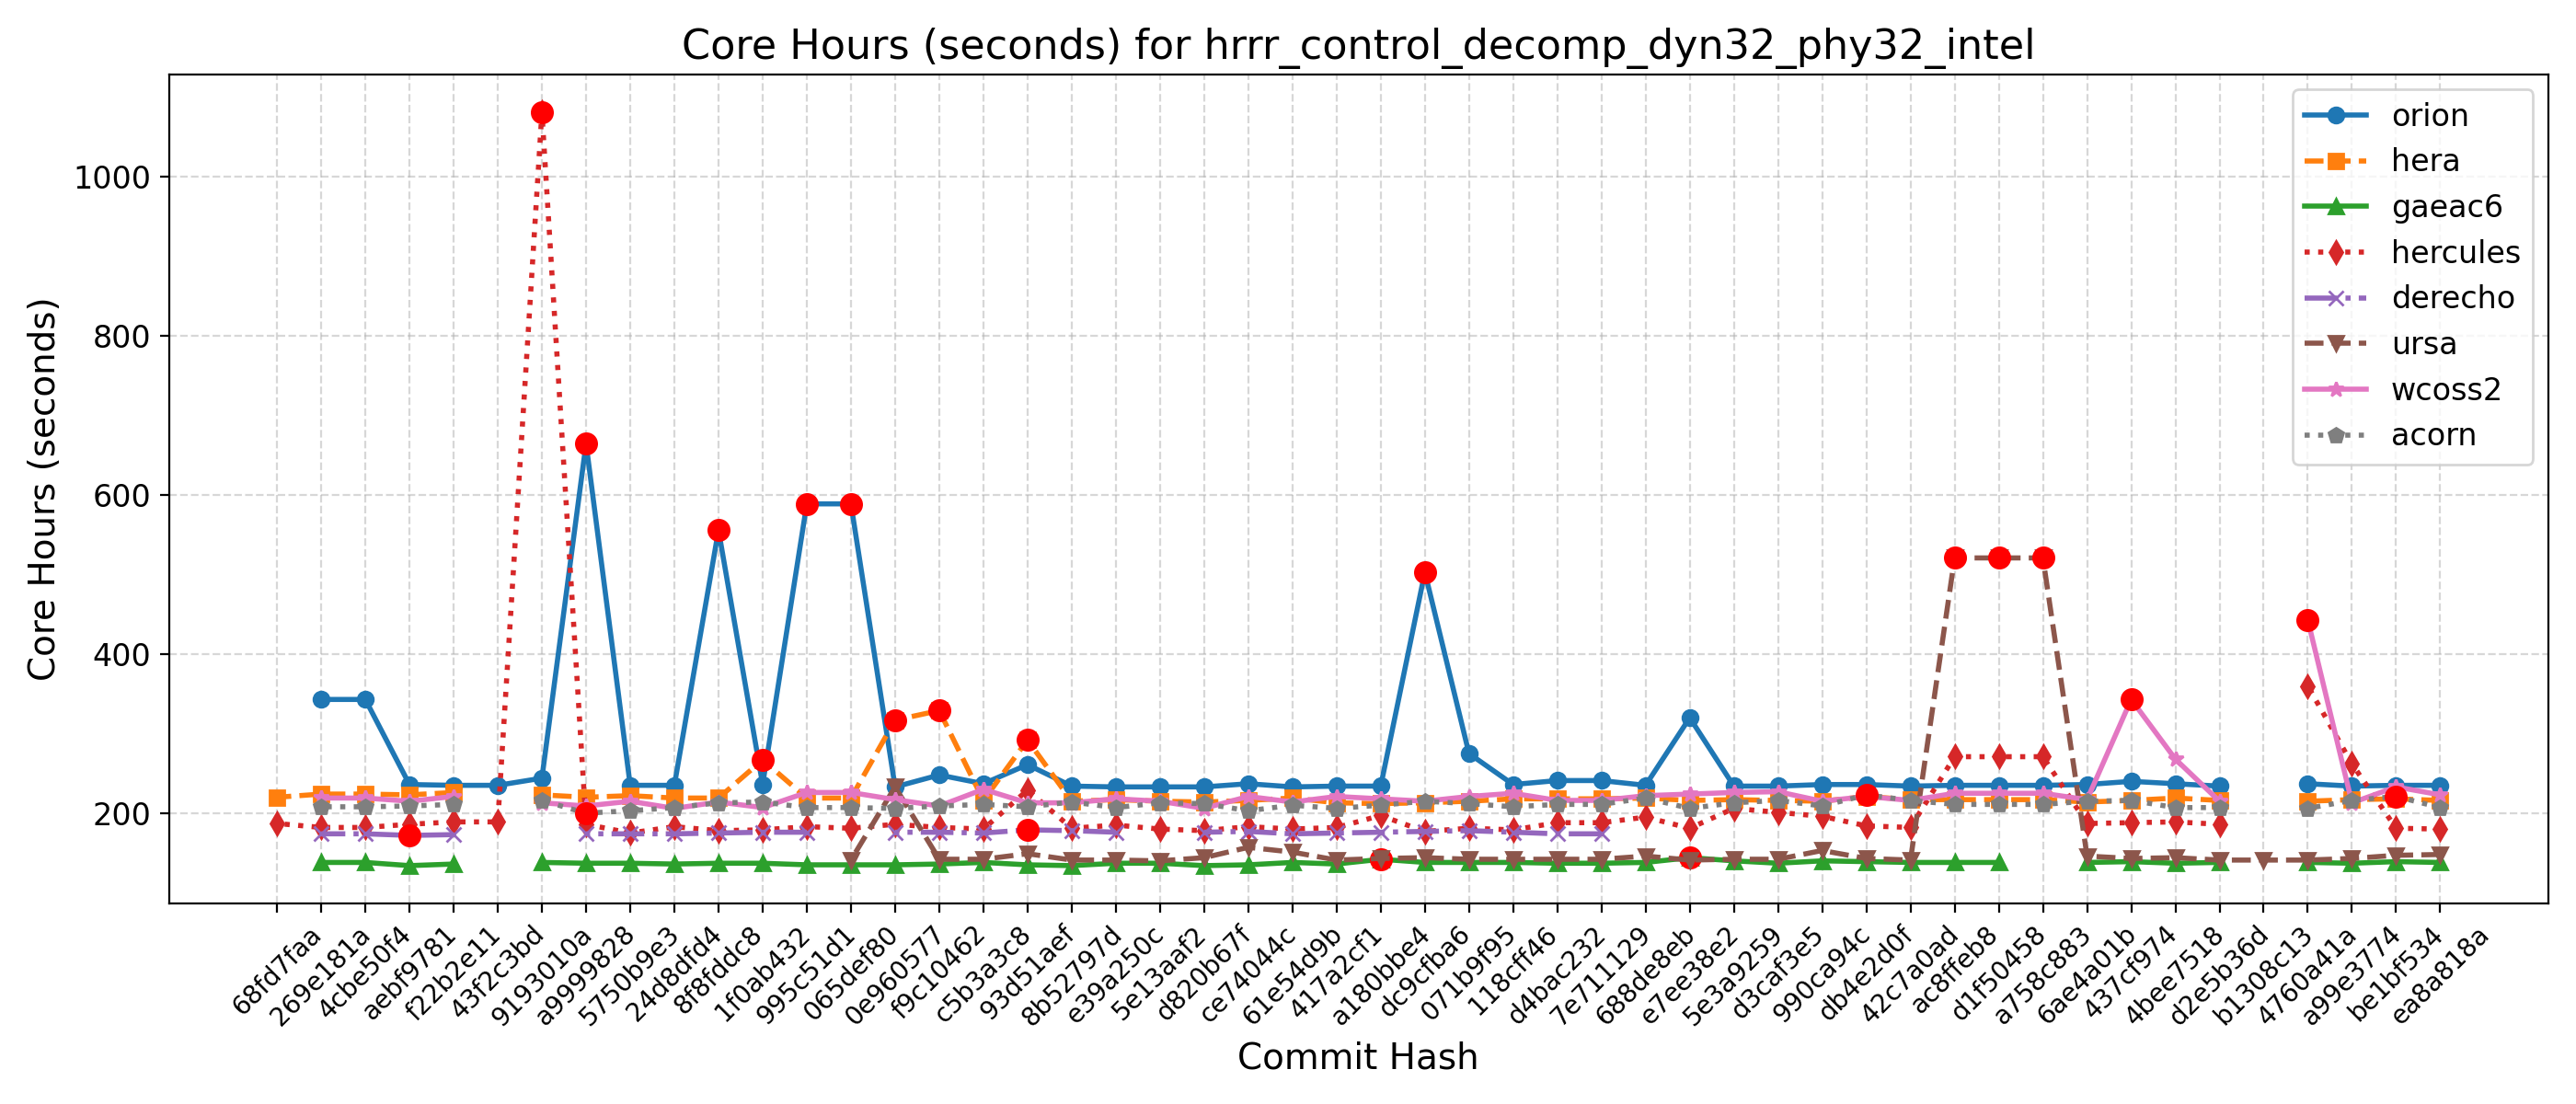 Core Hours (seconds) for hrrr_control_decomp_dyn32_phy32_intel
Core Hours (seconds)
1000
800
600
400
200
orion
hera
gaeac6
hercules
derecho
ursa
wcoss2
acorn
68fd7faa
269e181a
4cbe50f4
aebf9781
f22b2e11
43f2c3bd
9193010a
a9999828
5750b9e3
24d8dfd4
8f8fddc8
1f0ab432
995c51d1
065def80
0e960577
f9c10462
c5b3a3c8
93d51aef
8b52797d
e39a250c
5e13aaf2
d820b67f
ce74044c
61e54d9b
417a2cf1
a180bbe4
dc9cfba6
071b9f95
118cff46
d4bac232
7e711129
688de8eb
e7ee38e2
5e3a9259
d3caf3e5
990ca94c
db4e2d0f
42c7a0ad
ac8ffeb8
d1f50458
a758c883
6ae4a01b
437cf974
4bee7518
d2e5b36d
b1308c13
4760a41a
a99e3774
be1bf534
ea8a818a
Commit Hash